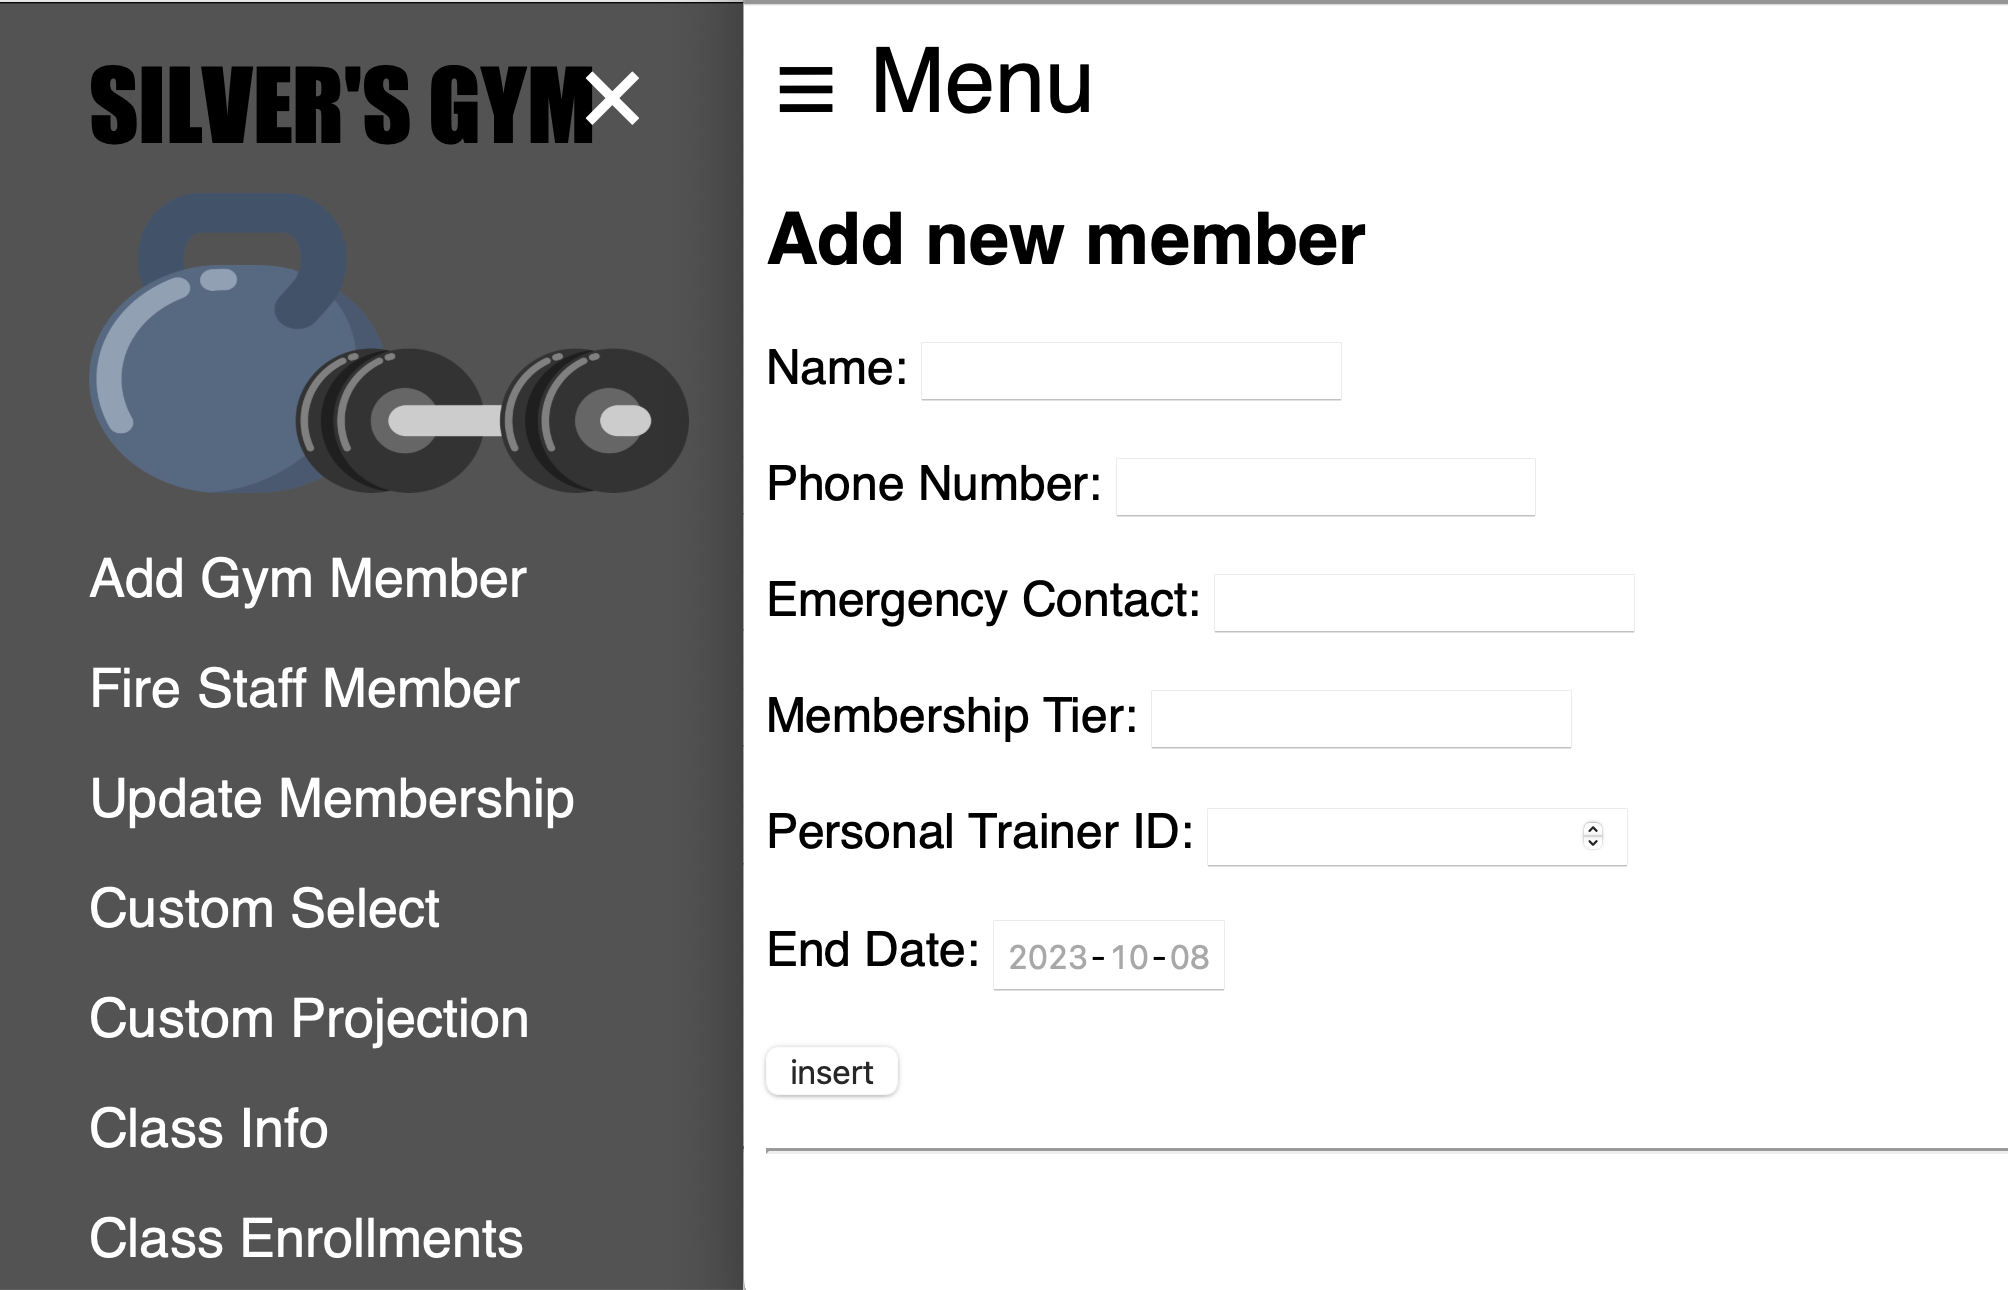 SILVER'S GYM
Add Gym Member
Fire Staff Member
Update Membership
Custom Select
Custom Projection
Class Info
Class Enrollments
☰ Menu
Add new member
Name:
Phone Number:
Emergency Contact:
Membership Tier:
Personal Trainer ID:
End Date: 2023-10-08
insert